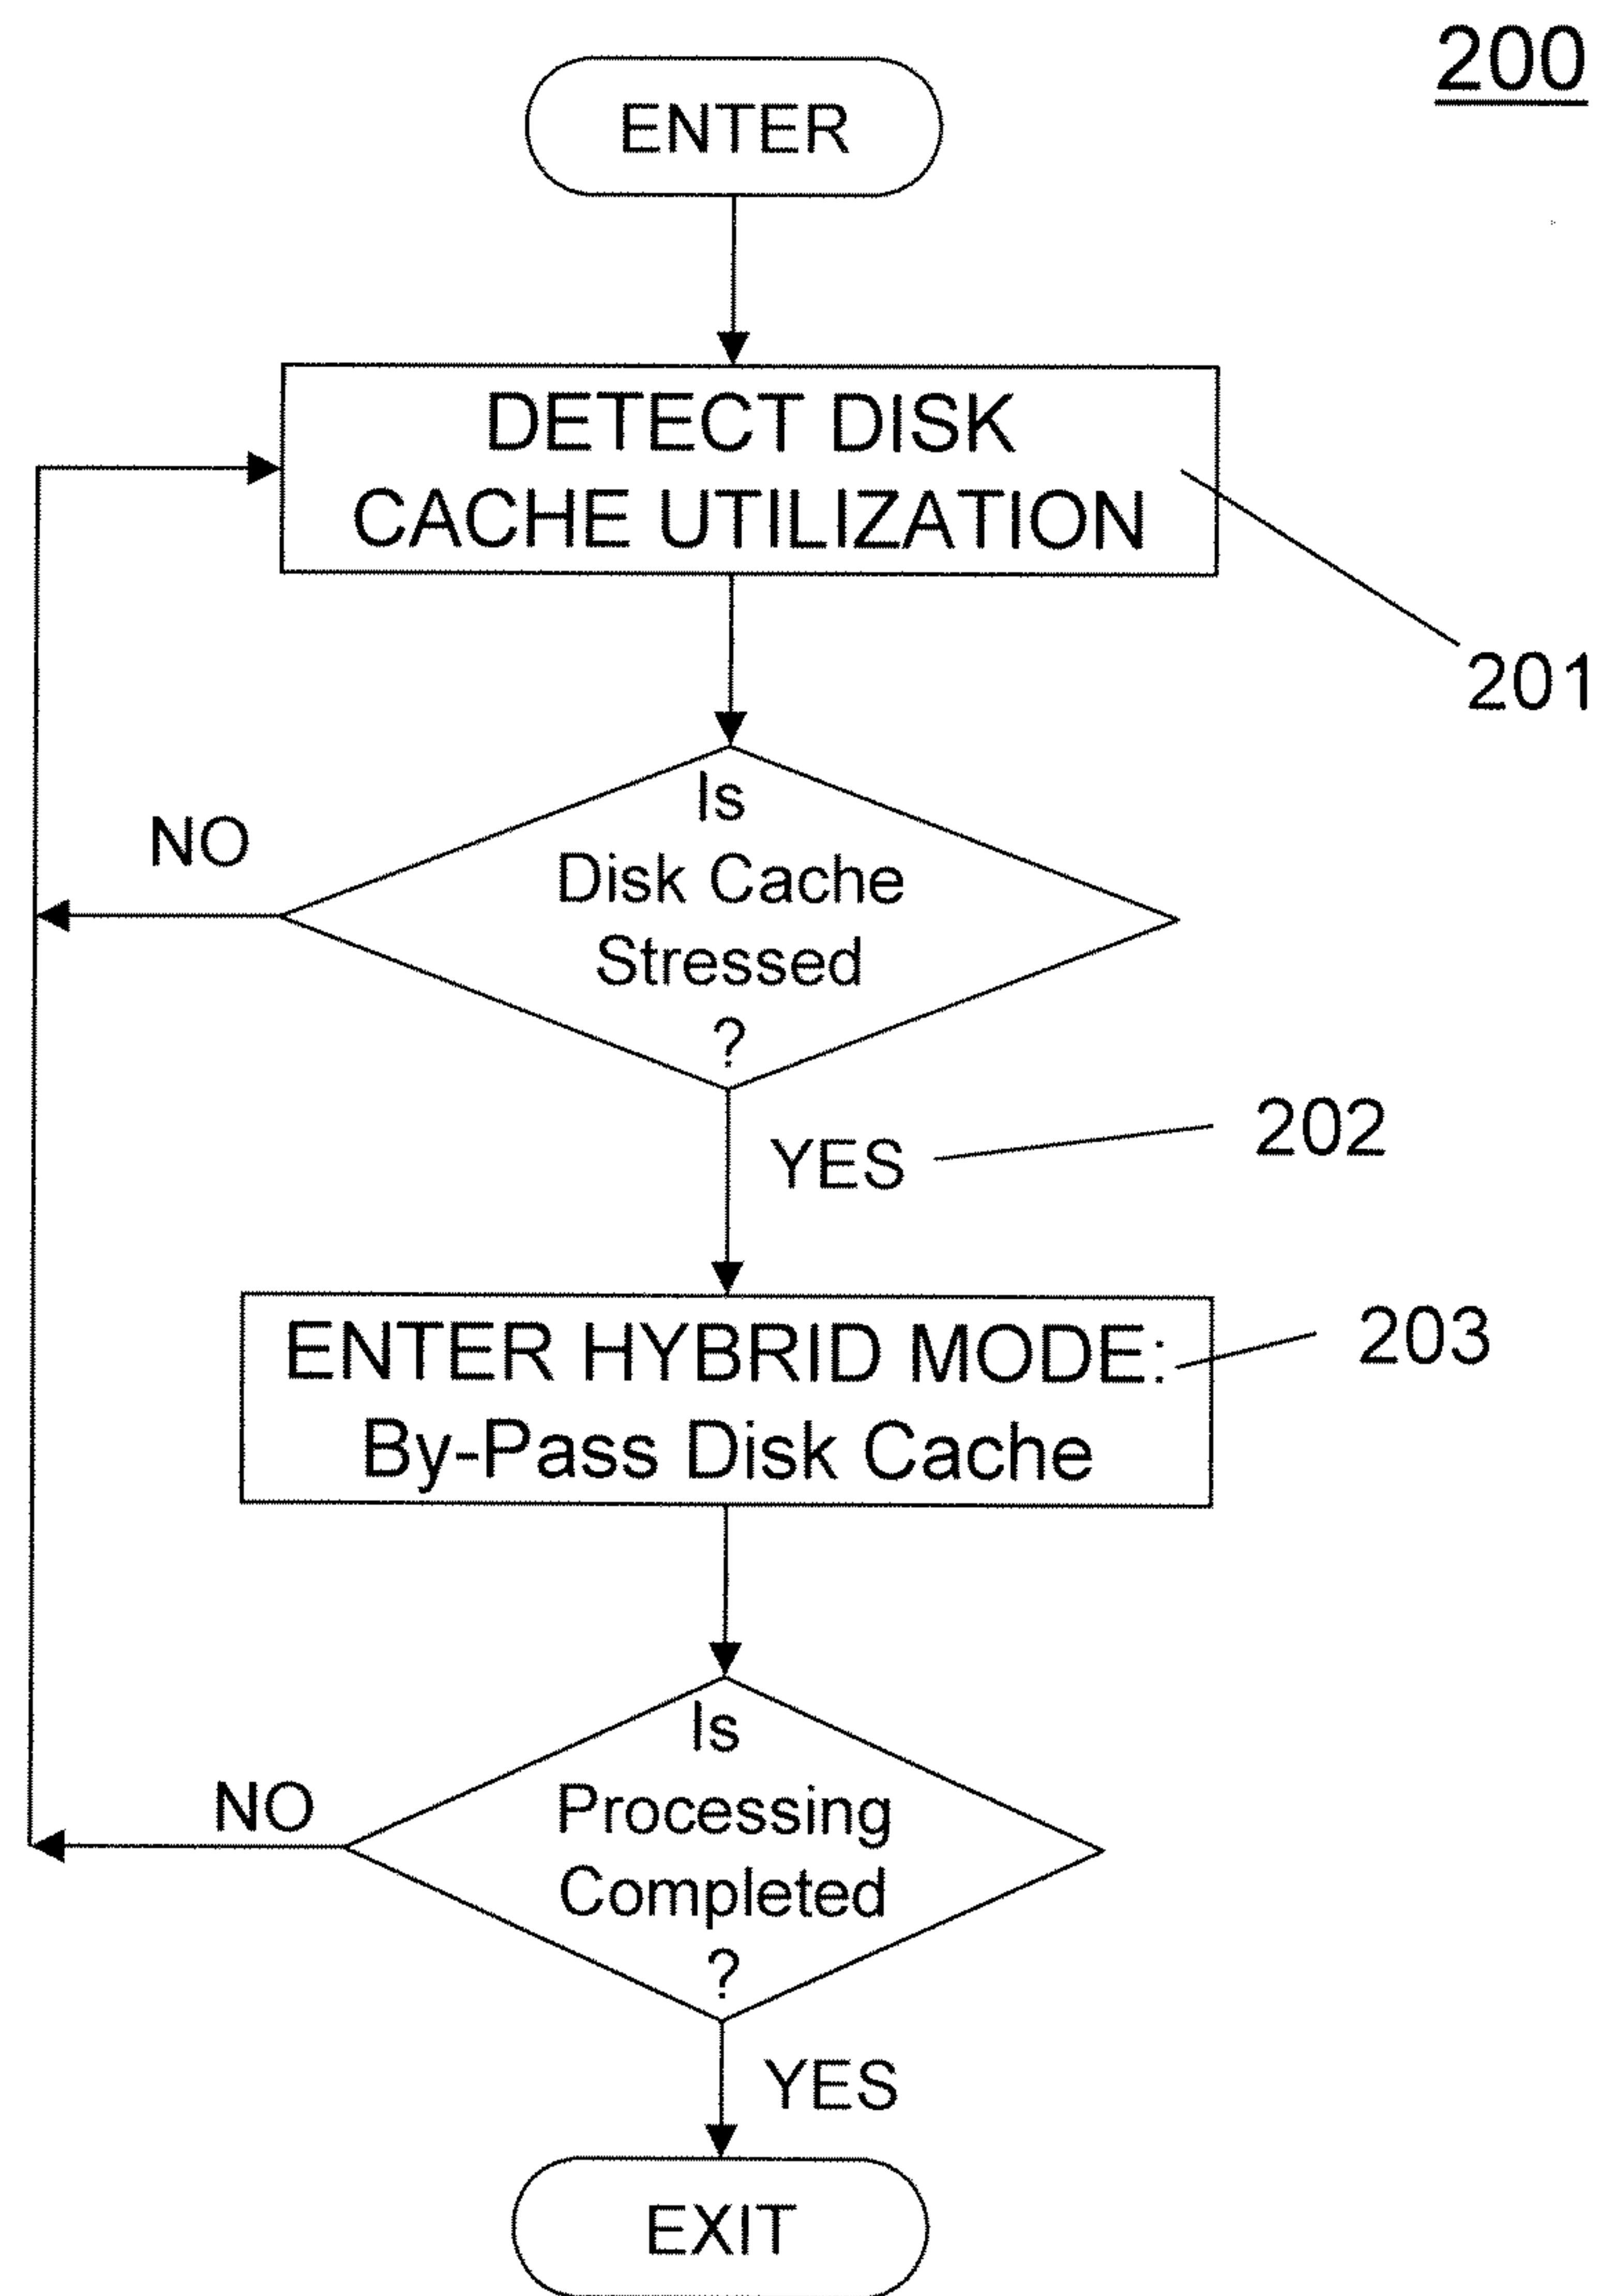 200
ENTER
DETECT DISK
CACHE UTILIZATION
201
Is
Disk Cache
Stressed
?
NO
YES
202
ENTER HYBRID MODE:
By-Pass Disk Cache
203
Is
Processing
Completed
?
NO
YES
EXIT